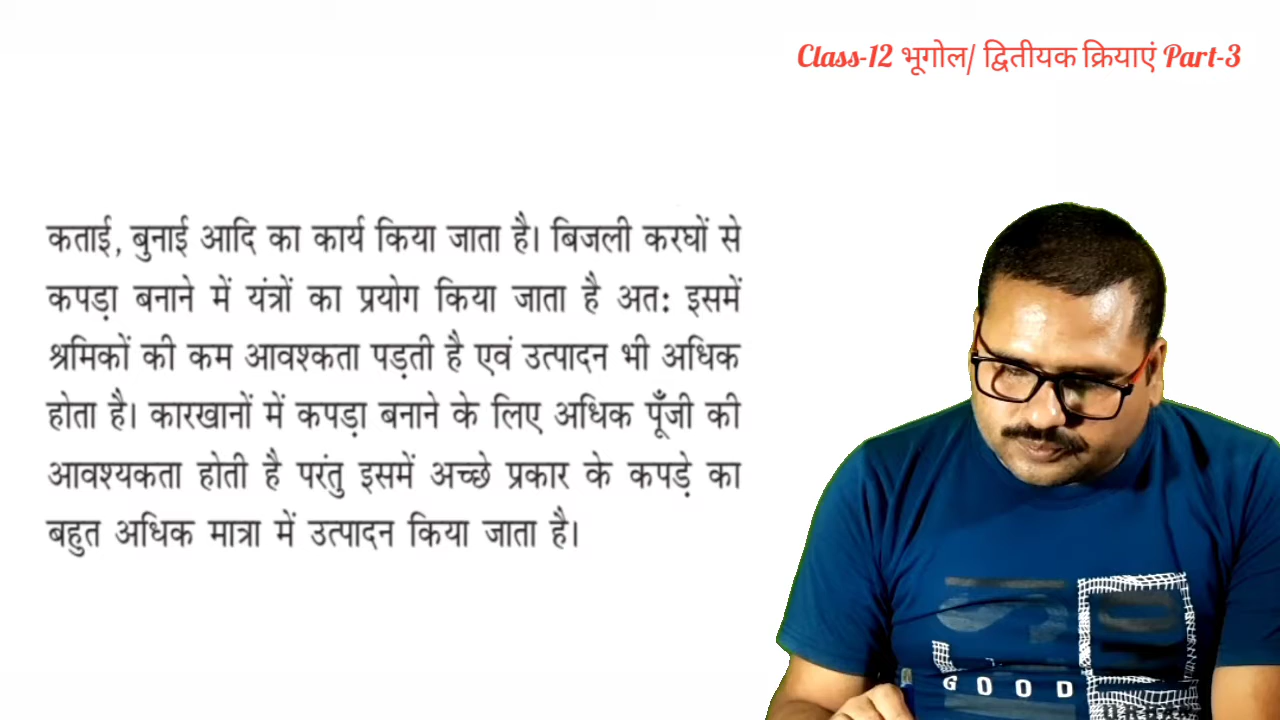 Class-12 भूगोल/ द्वितीयक क्रियाएं Part-3
कताई, बुनाई आदि का कार्य किया जाता है। बिजली करघों से
कपड़ा बनाने में यंत्रों का प्रयोग किया जाता है अतः इसमें
श्रमिकों की कम आवश्कता पड़ती है एवं उत्पादन भी अधिक
होता है। कारखानों में कपड़ा बनाने के लिए अधिक पूँजी की
आवश्यकता होती है परंतु इसमें अच्छे प्रकार के कपड़े का
बहुत अधिक मात्रा में उत्पादन किया जाता है।
GOOD